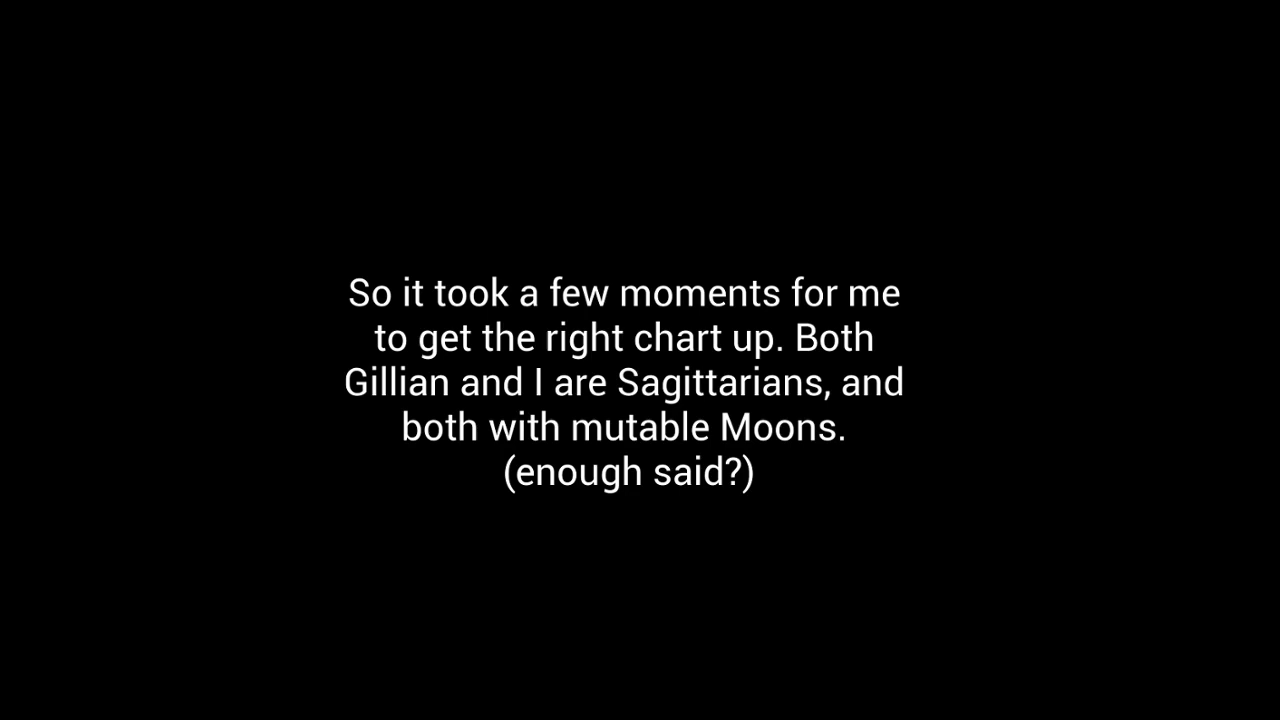 So it took a few moments for me
to get the right chart up. Both
Gillian and I are Sagittarians, and
both with mutable Moons.
(enough said?)